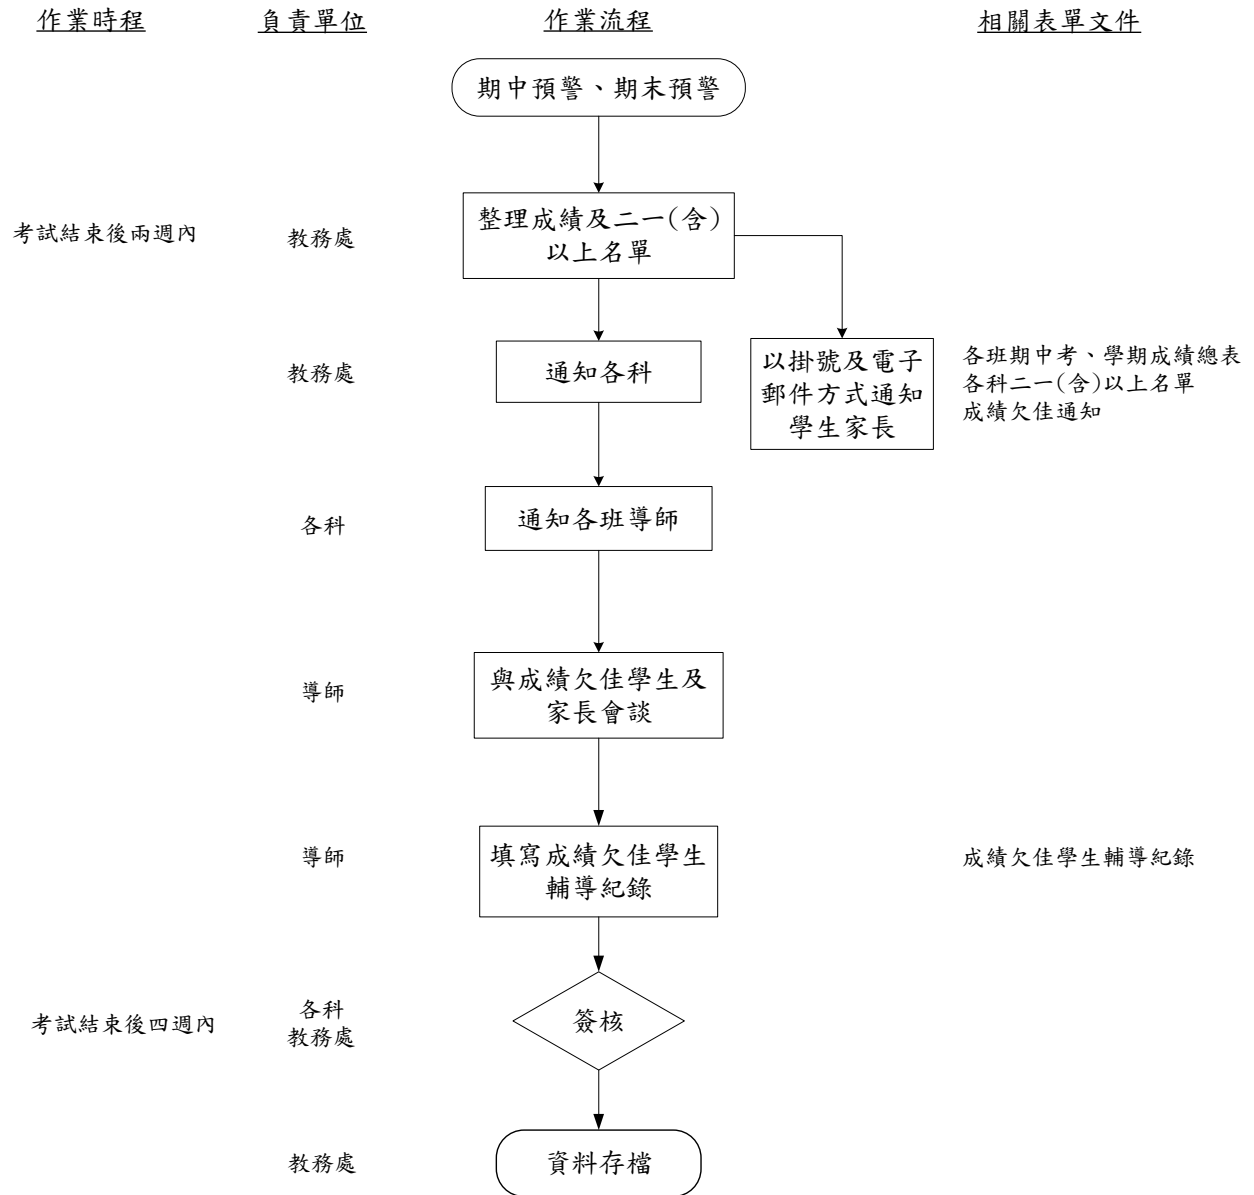 作業時程
負責單位
作業流程
相關表單文件
期中預警、期末預警
考試結束後兩週內
教務處
整理成績及二一(含)
以上名單
教務處
通知各科
以掛號及電子
郵件方式通知
學生家長
各班期中考、學期成績總表
各科二一(含)以上名單
成績欠佳通知
各科
通知各班導師
導師
與成績欠佳學生及
家長會談
導師
填寫成績欠佳學生
輔導紀錄
成績欠佳學生輔導紀錄
考試結束後四週內
各科
教務處
簽核
教務處
資料存檔